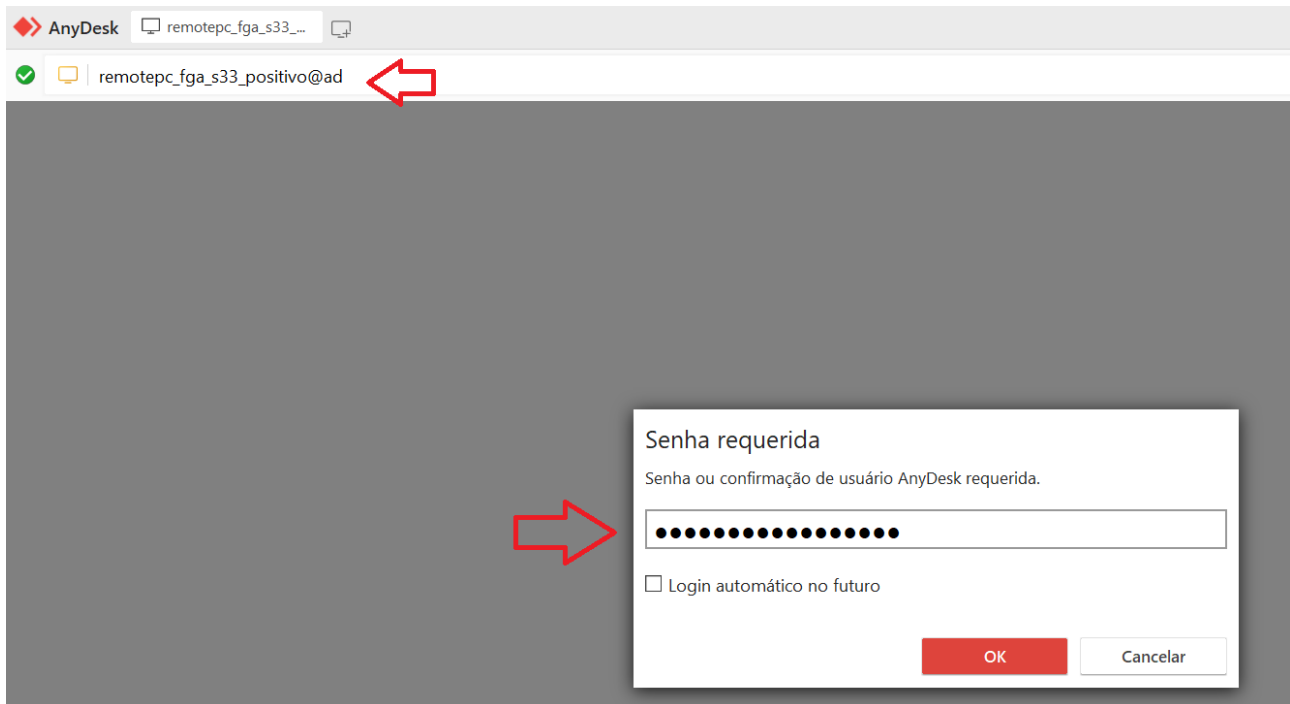 AnyDesk
remotepc_fga_s33_...
remotepc_fga_s33_positivo@ad
Senha requerida
Senha ou confirmação de usuário AnyDesk requerida.
●●●●●●●●●●●●●●●●●
Login automático no futuro
OK
Cancelar